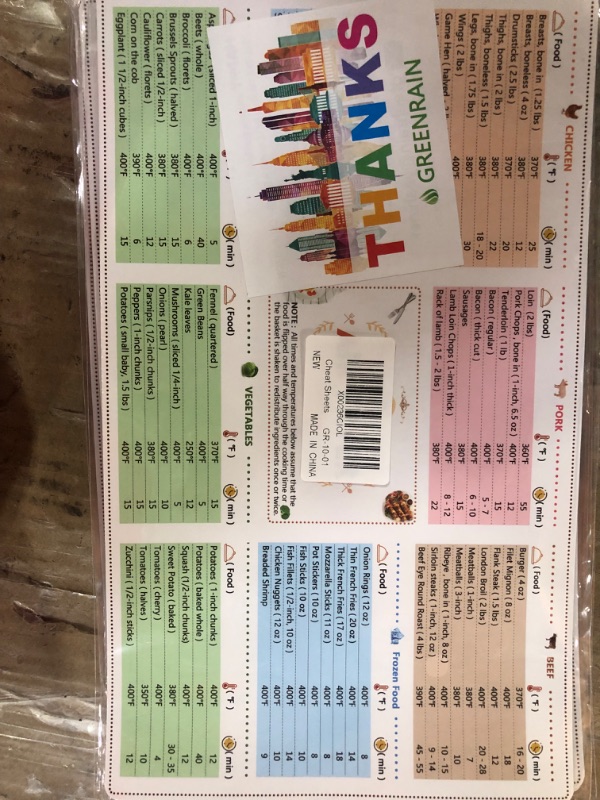 CHICKEN
(Food) (°F) (min)
Breasts, bone in (1.25 lbs) 370°F 25
Breasts, boneless (4 oz) 380°F 12
Drumsticks (2.5 lbs) 370°F 20
Thighs, bone in (2 lbs) 380°F 22
Thighs, boneless (1.5 lbs) 380°F 18 - 20
Legs, bone in (1.75 lbs) 380°F 30
Wings (2 lbs) 400°F
Game Hen (halved
THANKS
GREENRAIN
PORK
(Food) (°F) (min)
Loin (2 lbs) 360°F 55
Pork Chops, bone in (1-inch, 6.5 oz) 400°F 12
Tenderloin (1 lb) 370°F 15
Bacon (regular) 400°F 5 - 7
Bacon (thick cut) 400°F 6 - 10
Sausages 380°F 15
Lamb Loin Chops (1-inch thick) 400°F 8 - 12
Rack of lamb (1.5 - 2 lbs) 380°F 22
BEEF
(Food) (°F) (min)
Burger (4 oz) 370°F 16 - 20
Filet Mignon (8 oz) 400°F 18
Flank Steak (1.5 lbs) 400°F 12
London Broil (2 lbs) 400°F 20 - 28
Meatballs (1-inch) 380°F 7
Meatballs (3-inch) 380°F 10
Ribeye, bone in (1-inch, 8 oz) 400°F 10 - 15
Sirloin steaks (1-inch, 12 oz) 400°F 9 - 14
Beef Eye Round Roast (4 lbs) 390°F 45 - 55
Cheat Sheets GR-10-01
NEW MADE IN CHINA
NOTE: All times and temperatures below assume that the
food is flipped over half way through the cooking time or
the basket is shaken to redistribute ingredients once or twice.
Frozen Food
(Food) (°F) (min)
Onion Rings (12 oz) 400°F 8
Thin French Fries (20 oz) 400°F 14
Thick French Fries (17 oz) 400°F 18
Mozzarella Sticks (11 oz) 400°F 8
Pot Stickers (10 oz) 400°F 8
Fish Sticks (10 oz) 400°F 10
Fish Fillets (1/2-inch, 10 oz) 400°F 14
Chicken Nuggets (12 oz) 400°F 10
Breaded Shrimp 400°F 9
VEGETABLES
(min)
400°F 5
Beets (whole) 400°F 40
Broccoli (florets) 400°F 6
Brussels Sprouts (halved) 380°F 15
Carrots (sliced 1/2-inch) 380°F 15
Cauliflower (florets) 400°F 12
Corn on the cob 390°F 6
Eggplant (1 1/2-inch cubes) 400°F 15
(Food) (°F) (min)
Fennel (quartered) 370°F 15
Green Beans 400°F 5
Kale leaves 250°F 12
Mushrooms (sliced 1/4-inch) 400°F 5
Onions (pearl) 400°F 10
Parsnips (1/2-inch chunks) 380°F 15
Peppers (1-inch chunks) 400°F 15
Potatoes (small baby, 1.5 lbs) 400°F 15
(Food) (°F) (min)
Potatoes (1-inch chunks) 400°F 12
Potatoes (baked whole) 400°F 40
Squash (1/2-inch chunks) 400°F 12
Sweet Potato (baked) 380°F 30 - 35
Tomatoes (cherry) 400°F 4
Tomatoes (halves) 350°F 10
Zucchini (1/2-inch sticks) 400°F 12